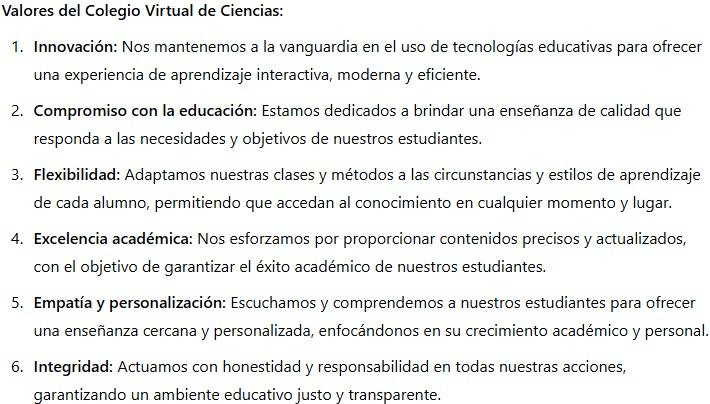 Valores del Colegio Virtual de Ciencias:
1. Innovación: Nos mantenemos a la vanguardia en el uso de tecnologías educativas para ofrecer
una experiencia de aprendizaje interactiva, moderna y eficiente.
2. Compromiso con la educación: Estamos dedicados a brindar una enseñanza de calidad que
responda a las necesidades y objetivos de nuestros estudiantes.
3. Flexibilidad: Adaptamos nuestras clases y métodos a las circunstancias y estilos de aprendizaje
de cada alumno, permitiendo que accedan al conocimiento en cualquier momento y lugar.
4. Excelencia académica: Nos esforzamos por proporcionar contenidos precisos y actualizados,
con el objetivo de garantizar el éxito académico de nuestros estudiantes.
5. Empatía y personalización: Escuchamos y comprendemos a nuestros estudiantes para ofrecer
una enseñanza cercana y personalizada, enfocándonos en su crecimiento académico y personal.
6. Integridad: Actuamos con honestidad y responsabilidad en todas nuestras acciones,
garantizando un ambiente educativo justo y transparente.